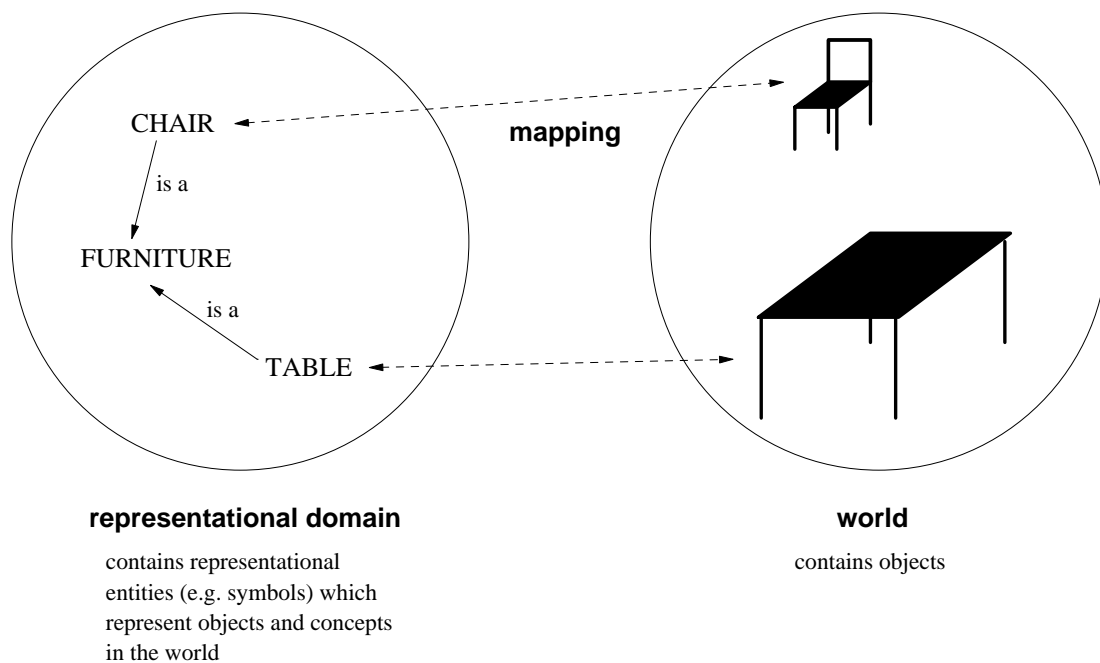 CHAIR
mapping
is a
FURNITURE
is a
TABLE
representational domain
contains representational
entities (e.g. symbols) which
represent objects and concepts
in the world
world
contains objects